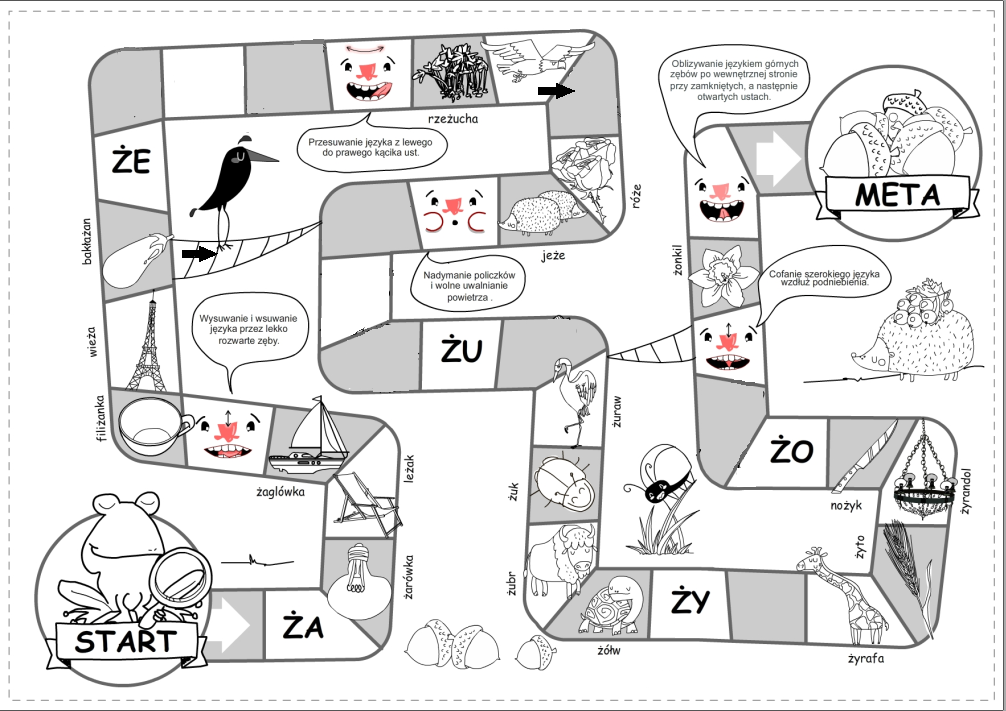 START
ŻA
żarówka
leżak
żaglówka
Wysuwanie i wsuwanie
języka przez lekko
rozwarte zęby.
filiżanka
wieża
bakłażan
ŻE
Przesuwanie języka z lewego
do prawego kącika ust.
rzeżucha
róże
jeże
Nadymanie policzków
i wolne uwalnianie
powietrza .
ŻU
żuraw
żuk
żubr
żółw
ŻY
żyrafa
żyto
żyrandol
nożyk
ŻO
Cofanie szerokiego języka
wzdłuż podniebienia.
żonkil
Oblizywanie językiem górnych
zębów po wewnętrznej stronie
przy zamkniętych, a następnie
otwartych ustach.
META